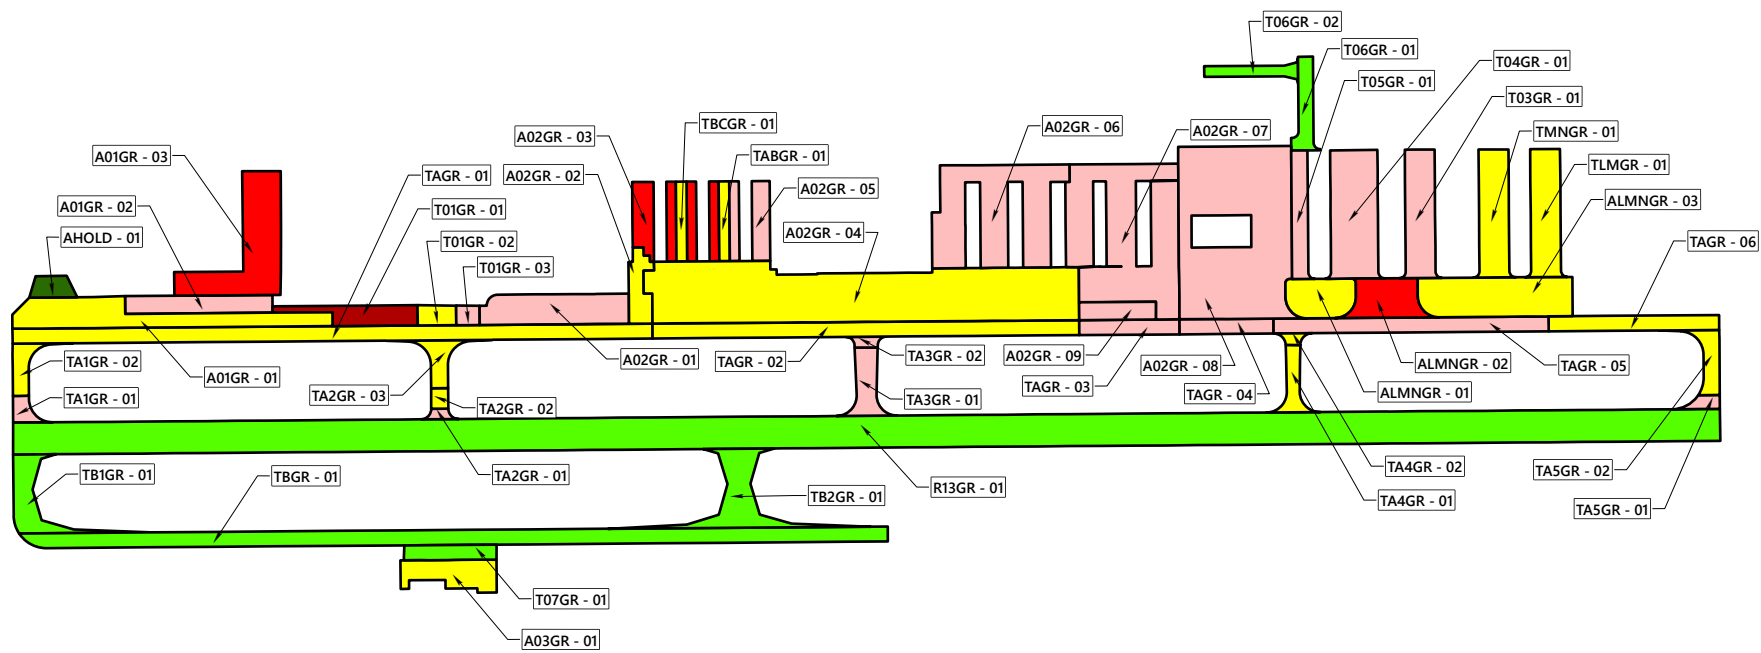 T06GR - 02
T06GR - 01
T04GR - 01
T05GR - 01
T03GR - 01
TBCGR - 01
A02GR - 06
A02GR - 07
TMNGR - 01
A02GR - 03
A01GR - 03
TABGR - 01
TLMGR - 01
TAGR - 01
A02GR - 02
A02GR - 05
ALMNGR - 03
A01GR - 02
T01GR - 01
A02GR - 04
AHOLD - 01
T01GR - 02
TAGR - 06
T01GR - 03
TA1GR - 02
A01GR - 01
A02GR - 01
TAGR - 02
TA3GR - 02
A02GR - 09
A02GR - 08
ALMNGR - 02
TAGR - 05
TAGR - 03
TA1GR - 01
TA2GR - 03
TA2GR - 02
TA3GR - 01
TAGR - 04
ALMNGR - 01
TB1GR - 01
TBGR - 01
TA2GR - 01
TB2GR - 01
R13GR - 01
TA4GR - 02
TA5GR - 02
TA4GR - 01
TA5GR - 01
T07GR - 01
A03GR - 01